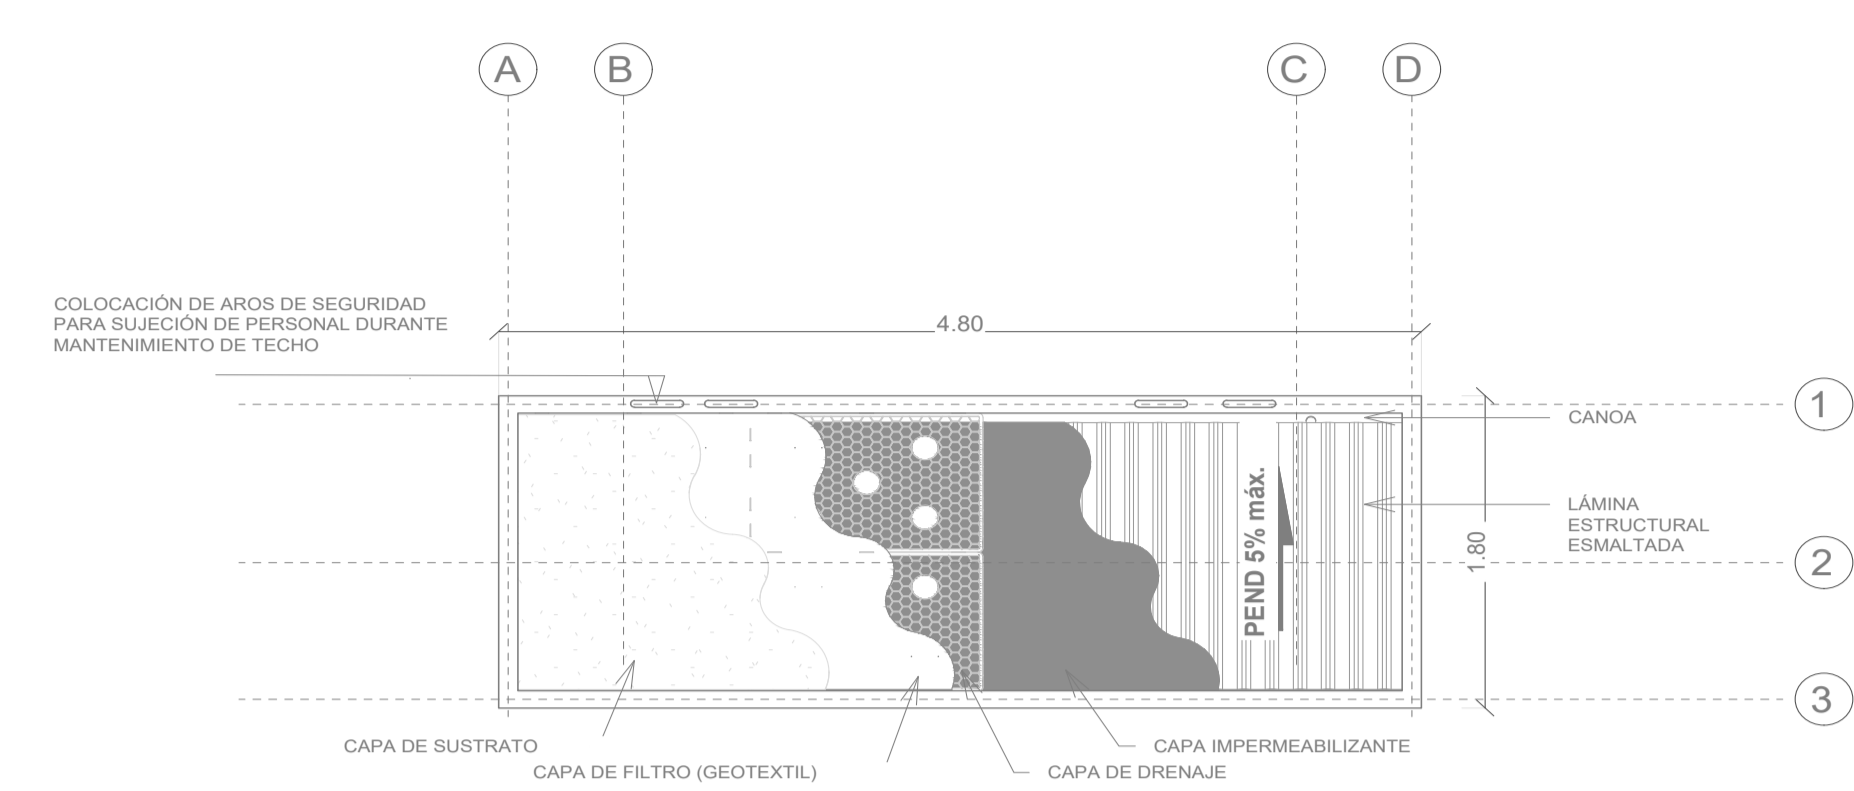 A
B
C
D
COLOCACIÓN DE AROS DE SEGURIDAD
PARA SUJECIÓN DE PERSONAL DURANTE
MANTENIMIENTO DE TECHO
4.80
1
CANOA
PEND 5% máx.
LÁMINA
ESTRUCTURAL
ESMALTADA
1.80
2
3
CAPA DE SUSTRATO
CAPA IMPERMEABILIZANTE
CAPA DE FILTRO (GEOTEXTIL)
CAPA DE DRENAJE